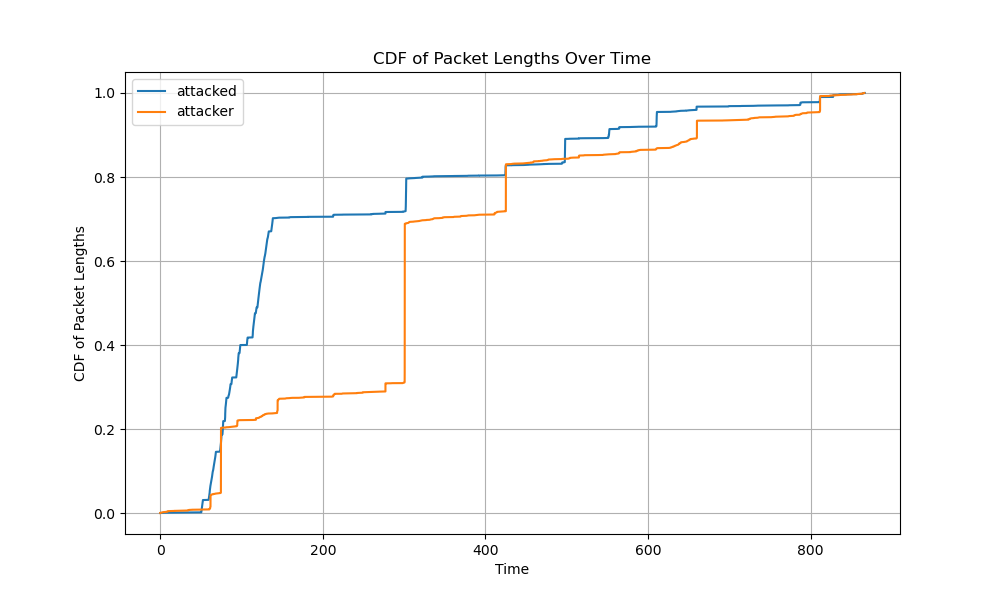 CDF of Packet Lengths Over Time
attacked
attacker
CDF of Packet Lengths
1.0
0.8
0.6
0.4
0.2
0.0
0 200 400 600 800
Time